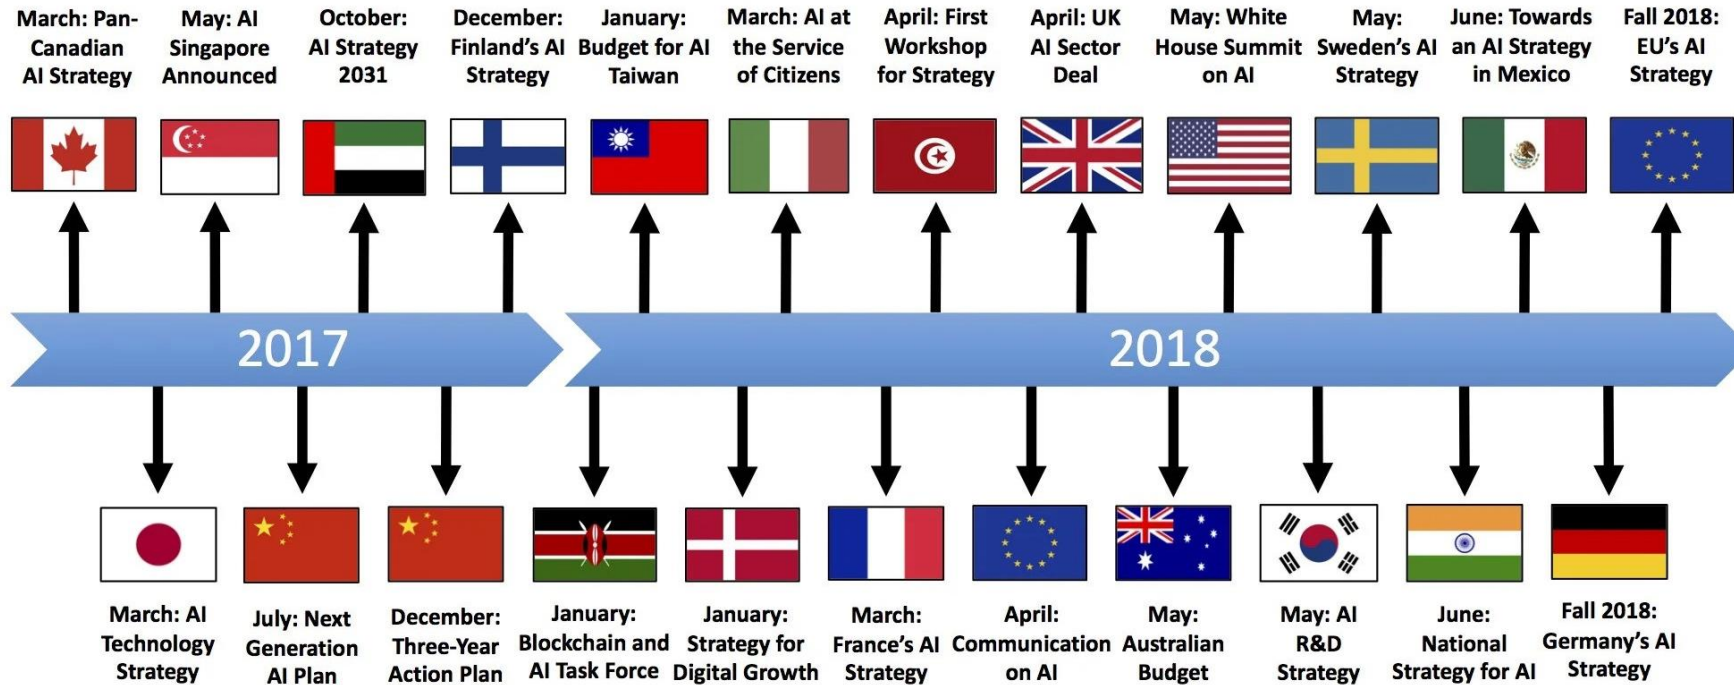 March: Pan-
Canadian
AI Strategy
May: AI
Singapore
Announced
October:
AI Strategy
2031
December:
Finland's AI
Strategy
January:
Budget for AI
Taiwan
March: AI at
the Service
of Citizens
April: First
Workshop
for Strategy
April: UK
AI Sector
Deal
May: White
House Summit
on AI
May:
Sweden's AI
Strategy
June: Towards
an AI Strategy
in Mexico
Fall 2018:
EU's AI
Strategy
2017
2018
March: AI
Technology
Strategy
July: Next
Generation
AI Plan
December:
Three-Year
Action Plan
January:
Blockchain and
AI Task Force
January:
Strategy for
Digital Growth
March:
France's AI
Strategy
April:
Communication
on AI
May:
Australian
Budget
May: AI
R&D
Strategy
June:
National
Strategy for AI
Fall 2018:
Germany's AI
Strategy